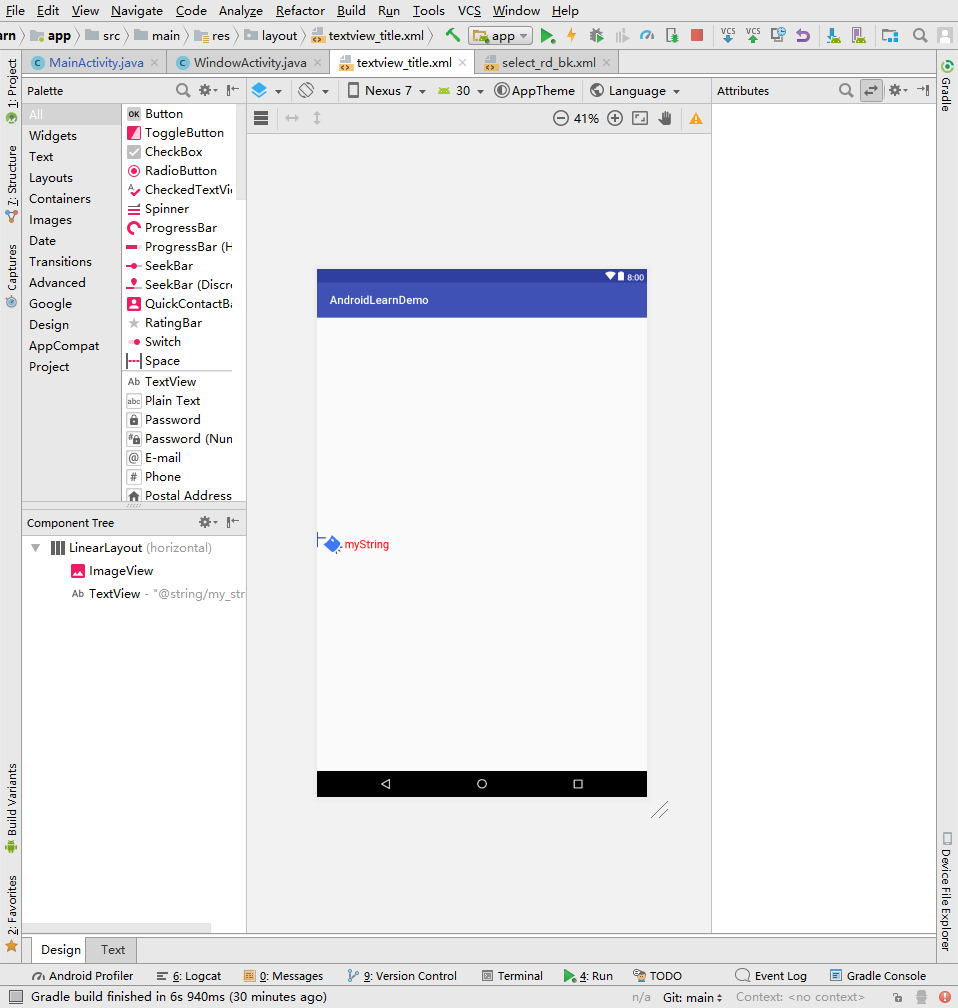 File Edit View Navigate Code Analyze Refactor Build Run Tools VCS Window Help
arn app src main res layout textview_title.xml app VCS VCS
MainActivity.java WindowActivity.java textview_title.xml select_rd_bk.xml
1: Project
7: Structure
Captures
Build Variants
2: Favorites
Palette
All
Widgets
Text
Layouts
Containers
Images
Date
Transitions
Advanced
Google
Design
AppCompat
Project
OK Button
ToggleButton
CheckBox
RadioButton
CheckedTextVi
Spinner
ProgressBar
ProgressBar (H
SeekBar
SeekBar (Discr
QuickContactBa
RatingBar
Switch
Space
Ab TextView
abc Plain Text
Password
Password (Num
@ E-mail
# Phone
Postal Address
Component Tree
LinearLayout (horizontal)
ImageView
Ab TextView - "@string/my_str
Nexus 7 30 AppTheme Language
41%
8:00
AndroidLearnDemo
myString
Attributes
Gradle
Device File Explorer
Design Text
Android Profiler 6: Logcat 0: Messages 9: Version Control Terminal 4: Run TODO Event Log Gradle Console
Gradle build finished in 6s 940ms (30 minutes ago) n/a Git: main Context: <no context>